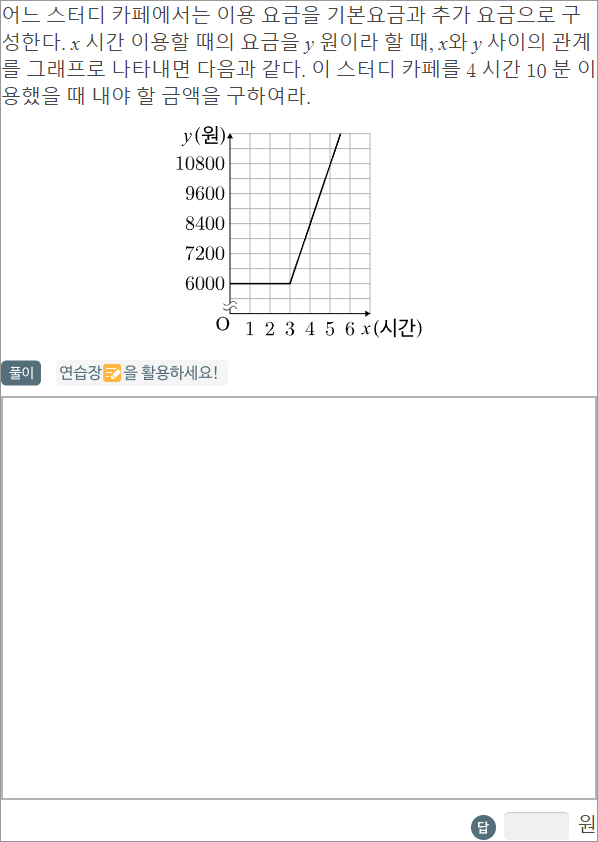 어느 스터디 카페에서는 이용 요금을 기본요금과 추가 요금으로 구
성한다. x 시간 이용할 때의 요금을 y 원이라 할 때, x와 y 사이의 관계
를 그래프로 나타내면 다음과 같다. 이 스터디 카페를 4 시간 10 분 이
용했을 때 내야 할 금액을 구하여라.
y(원)
10800
9600
8400
7200
6000
O 1 2 3 4 5 6 x(시간)
풀이 연습장을 활용하세요!
답 원